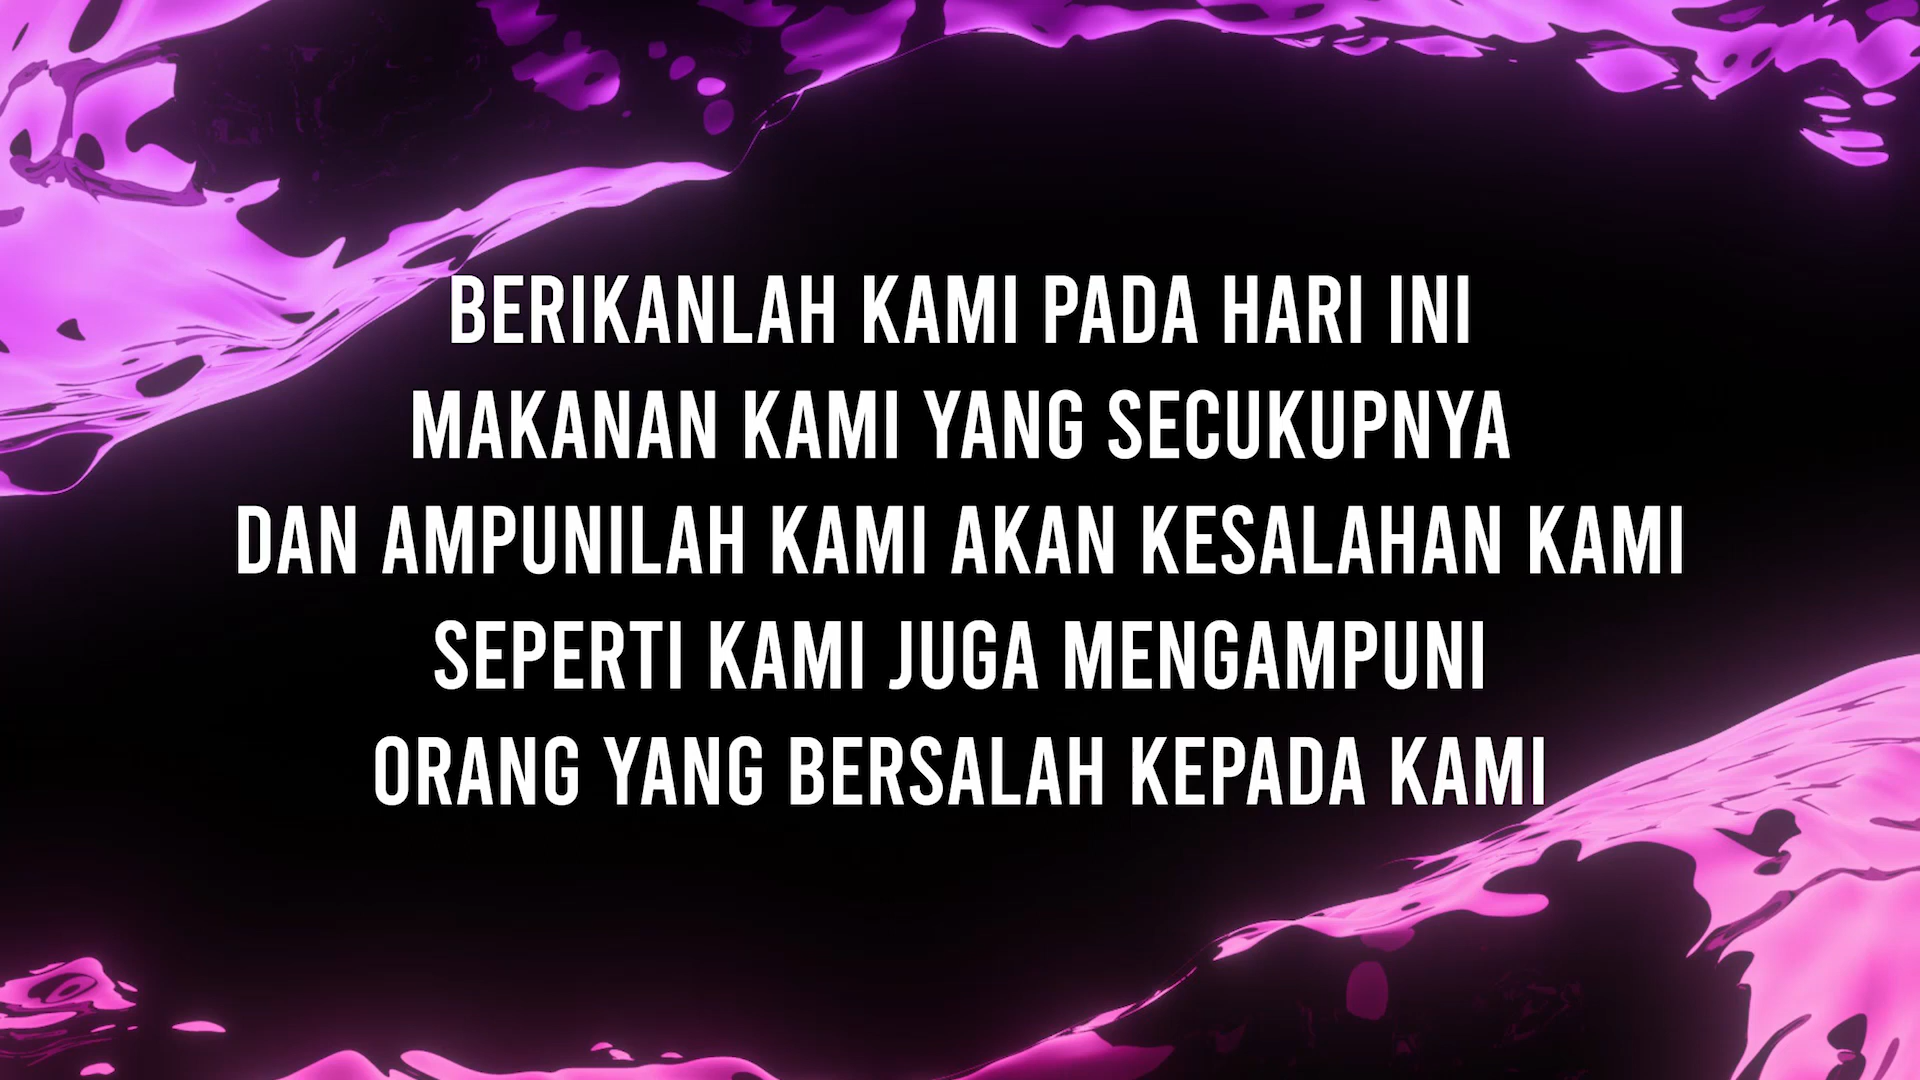 BERIKANLAH KAMI PADA HARI INI
MAKANAN KAMI YANG SECUKUPNYA
DAN AMPUNILAH KAMI AKAN KESALAHAN KAMI
SEPERTI KAMI JUGA MENGAMPUNI
ORANG YANG BERSALAH KEPADA KAMI